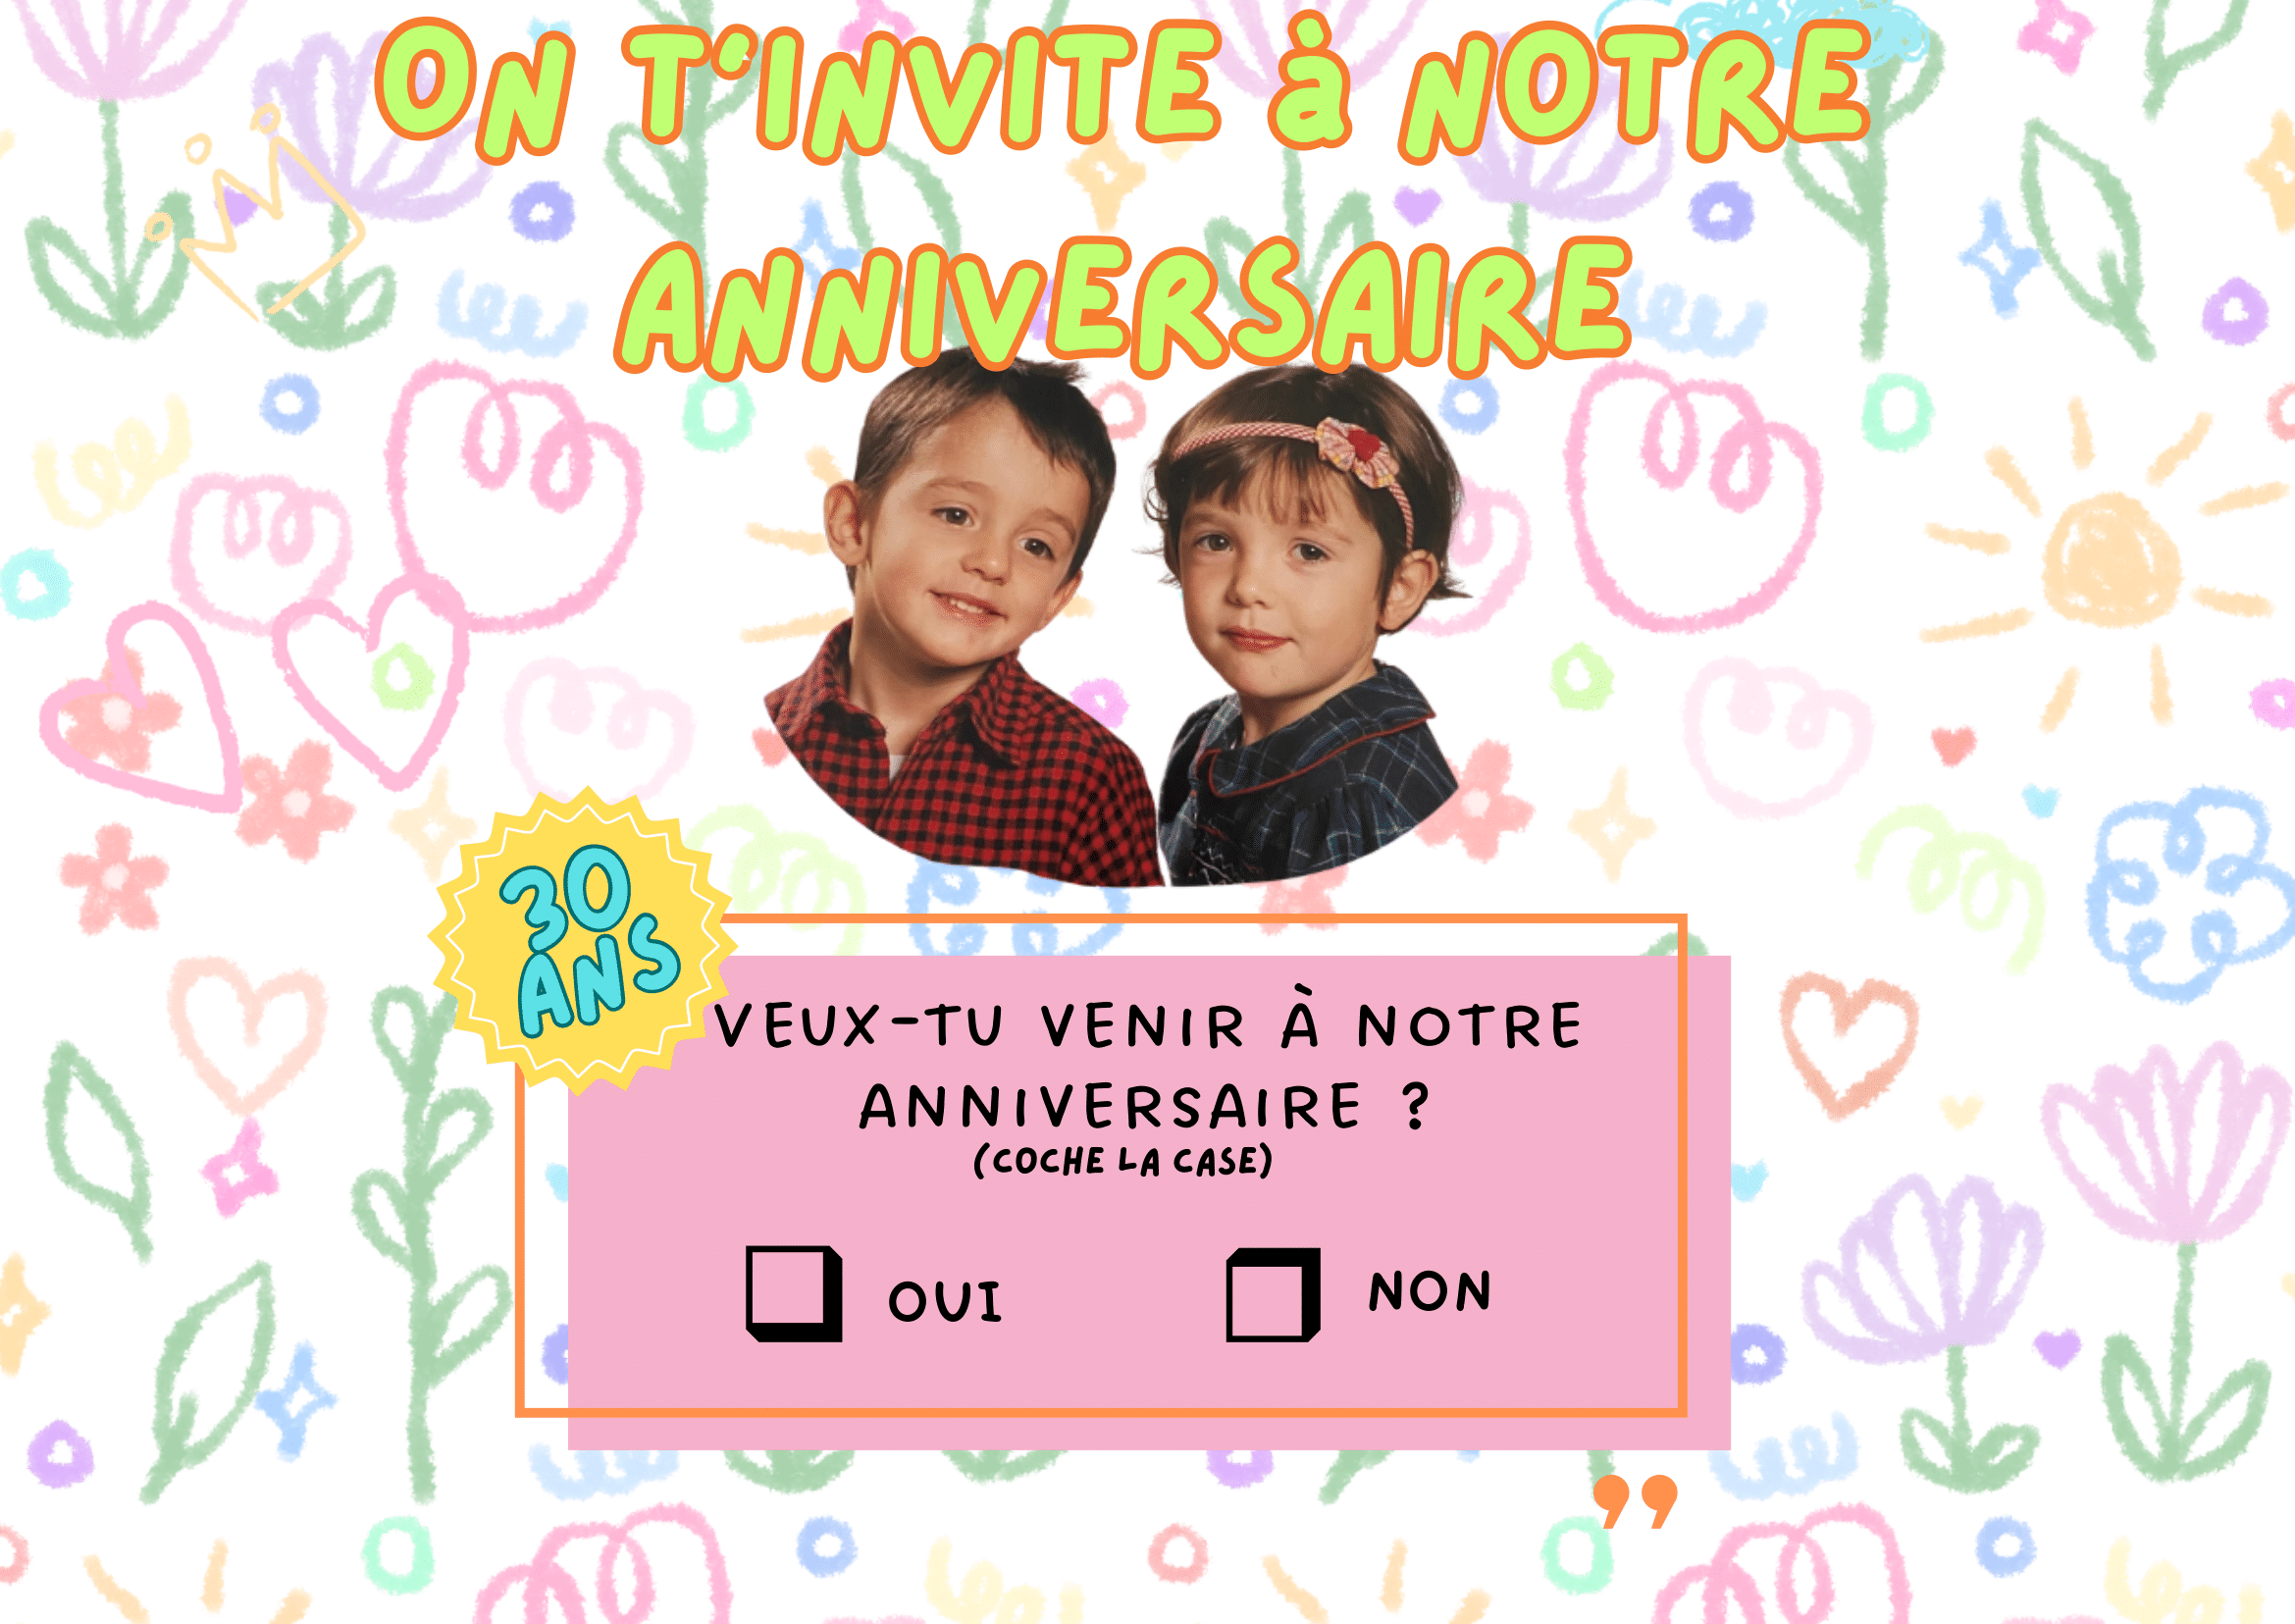 ON T'INVITE à NOTRE
ANNIVERSAIRE
30
ANS
VEUX-TU VENIR À NOTRE
ANNIVERSAIRE ?
(COCHE LA CASE)
OUI
NON
”